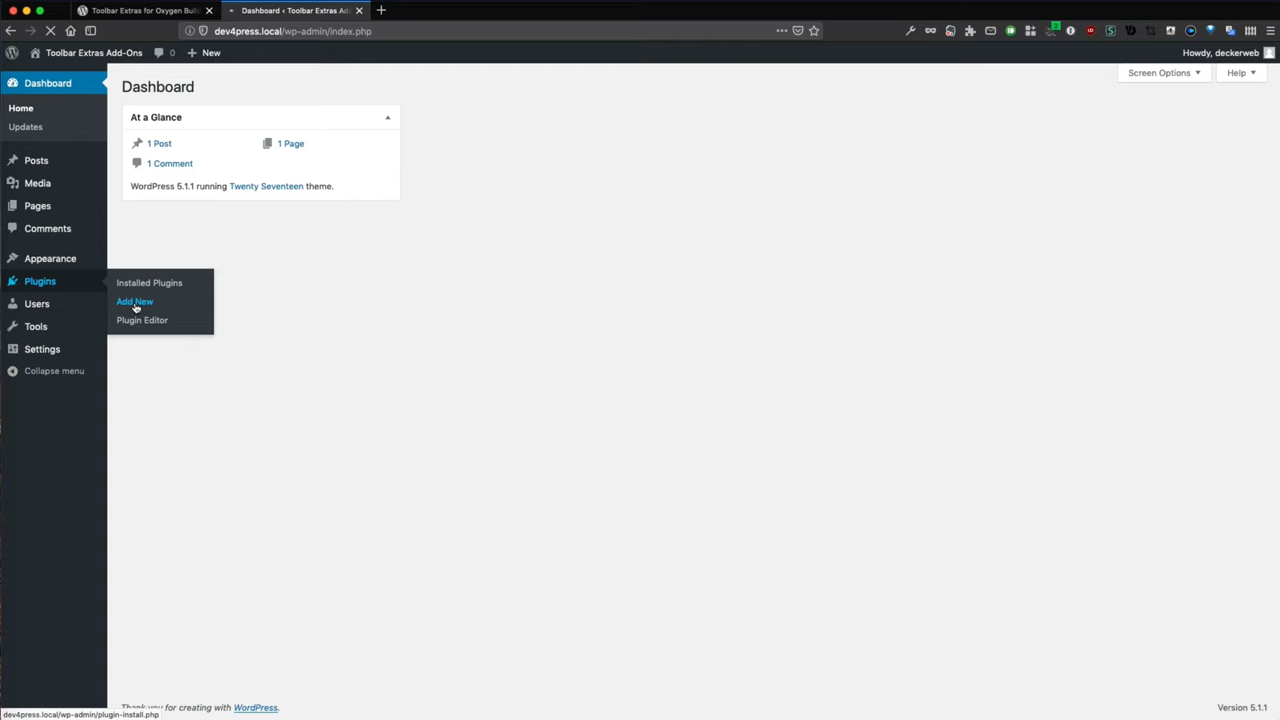 Toolbar Extras for Oxygen Buil
Dashboard ‹ Toolbar Extras Ad
dev4press.local/wp-admin/index.php
2
Toolbar Extras Add-Ons
0
New
Howdy, deckerweb
Dashboard
Home
Updates
Posts
Media
Pages
Comments
Appearance
Plugins
Users
Tools
Settings
Collapse menu
Installed Plugins
Add New
Plugin Editor
Screen Options
Help
Dashboard
At a Glance
1 Post
1 Page
1 Comment
WordPress 5.1.1 running Twenty Seventeen theme.
Thank you for creating with WordPress.
Version 5.1.1
dev4press.local/wp-admin/plugin-install.php